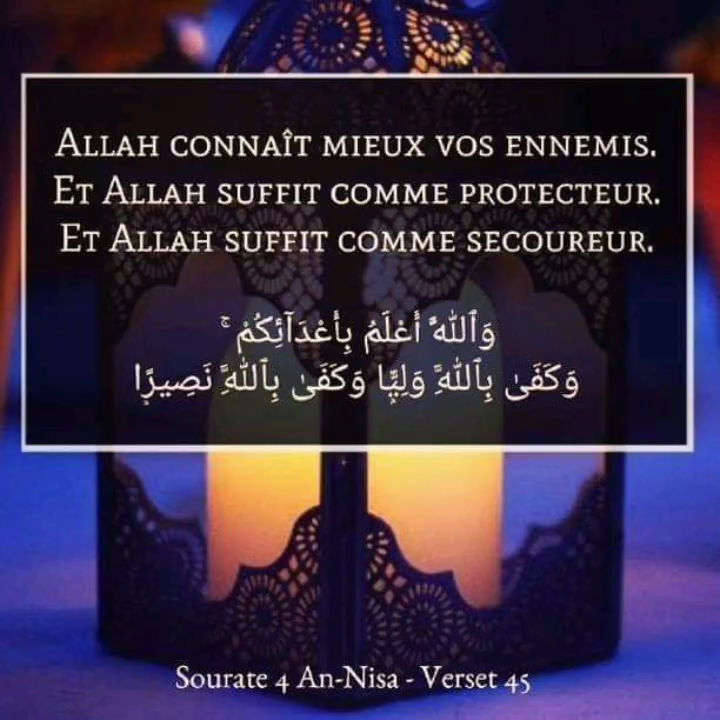 Allah connaît mieux vos ennemis.
Et Allah suffit comme protecteur.
Et Allah suffit comme secoureur.
وَٱللَّهُ أَعْلَمُ بِأَعْدَآئِكُمْ ۚ
وَكَفَىٰ بِٱللَّهِ وَلِيًّا وَكَفَىٰ بِٱللَّهِ نَصِيرًا
Sourate 4 An-Nisa - Verset 45